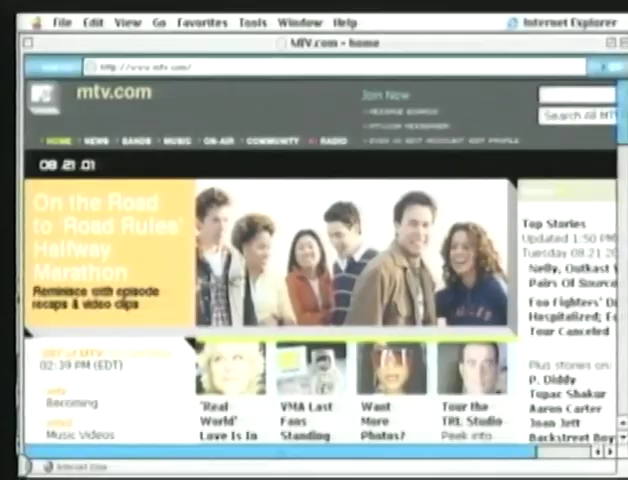 File Edit View Go Favorites Tools Window Help
Internet Explorer
MTV.com - home
http://www.mtv.com/
mtv.com
Join Now
Search All MTV
HOME NEWS BANDS MUSIC ON-AIR COMMUNITY RADIO
08.21.01
On the Road
to 'Road Rules'
Halfway
Marathon
Reminisce with episode
recaps & video clips
Top Stories
Updated 1:50 PM
Tuesday 08.21.20
Nelly, Outkast
Pairs Of
Foo Fighters'
Hospitalized;
Tour Canceled
Plus stories on:
P. Diddy
Tupac Shakur
Aaron Carter
Joan Jett
Backstreet Boy
02:39 PM (EDT)
Becoming
Music Videos
'Real
World'
Love Is In
VMA Last
Fans
Standing
Want
More
Photos?
Tour the
TRL Studio
Peek into